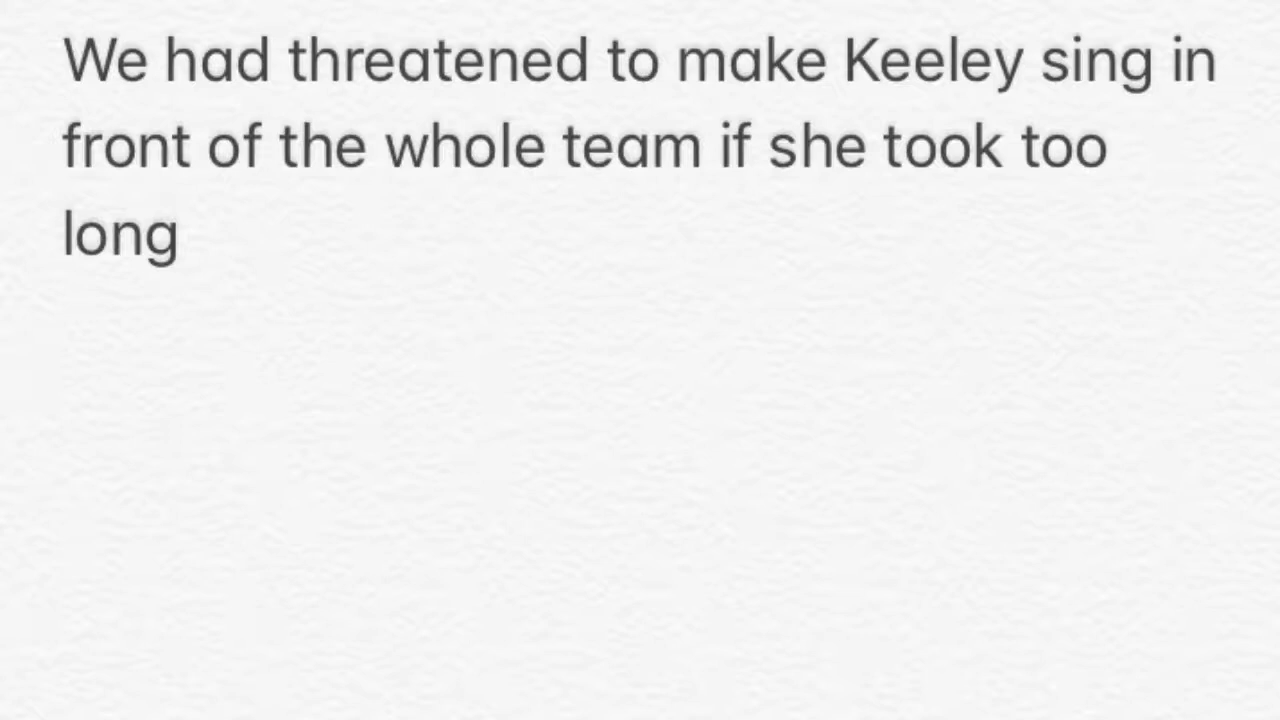 We had threatened to make Keeley sing in
front of the whole team if she took too
long